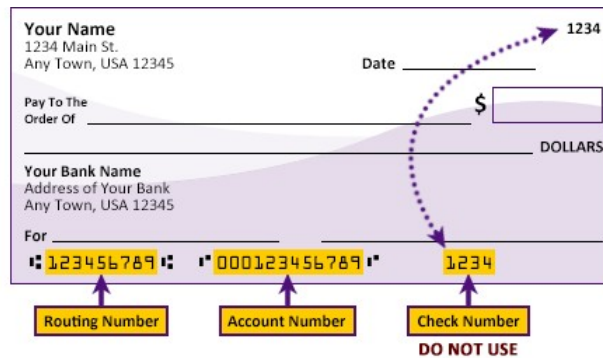 Your Name
1234 Main St.
Any Town, USA 12345
1234
Date
Pay To The
Order Of
$
DOLLARS
Your Bank Name
Address of Your Bank
Any Town, USA 12345
For
⑆123456789⑆ ⑈000123456789⑈ 1234
Routing Number Account Number Check Number
DO NOT USE